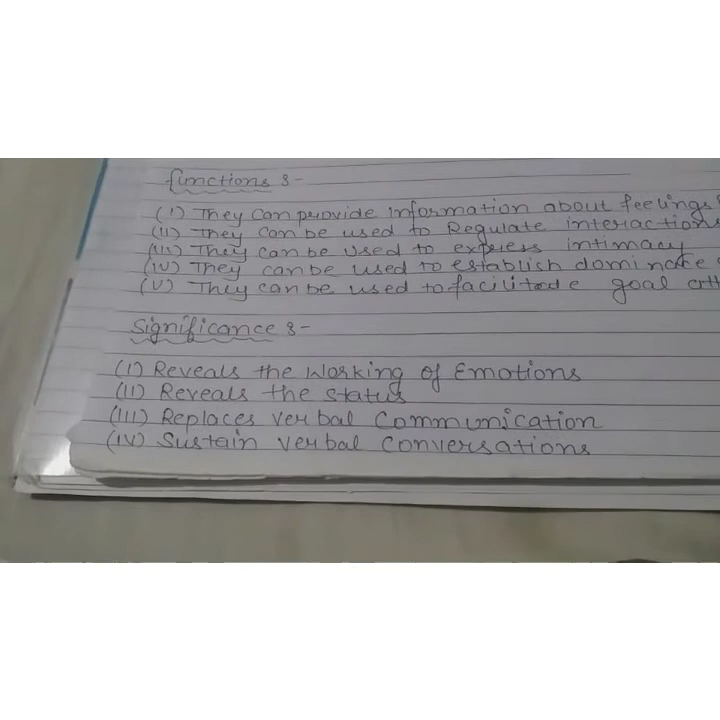 functions :-
(i) They can provide information about feelings
(ii) They can be used to Regulate interactions
(iii) They can be used to express intimacy
(iv) They can be used to establish dominate
(v) They can be used to facilitate goal
Significance :-
(I) Reveals the Working of Emotions
(II) Reveals the status
(III) Replaces verbal Communication
(IV) Sustain verbal Conversations